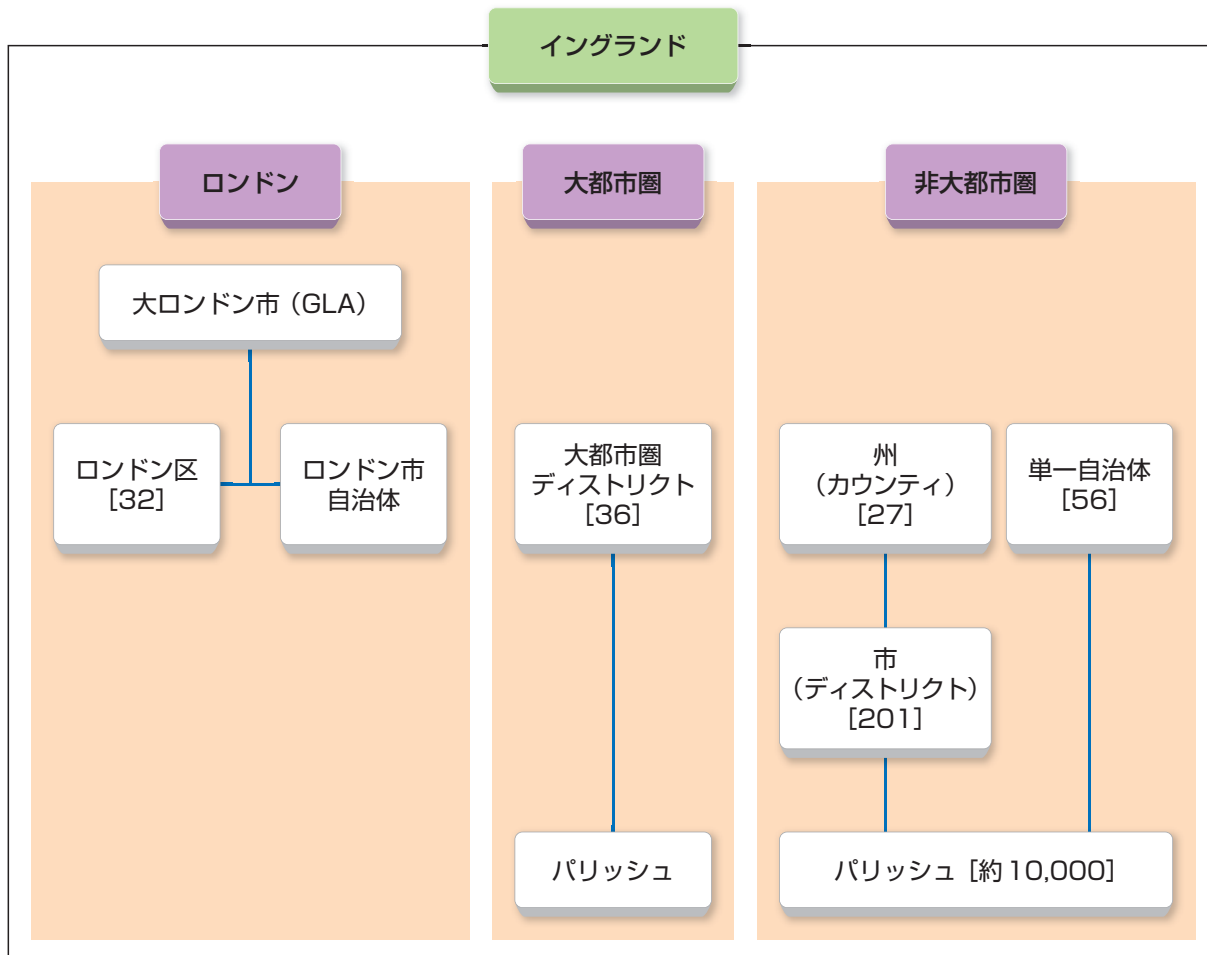 イングランド
ロンドン
大ロンドン市（GLA）
ロンドン区
[32]
ロンドン市
自治体
大都市圏
大都市圏
ディストリクト
[36]
パリッシュ
非大都市圏
州
（カウンティ）
[27]
単一自治体
[56]
市
（ディストリクト）
[201]
パリッシュ［約10,000］